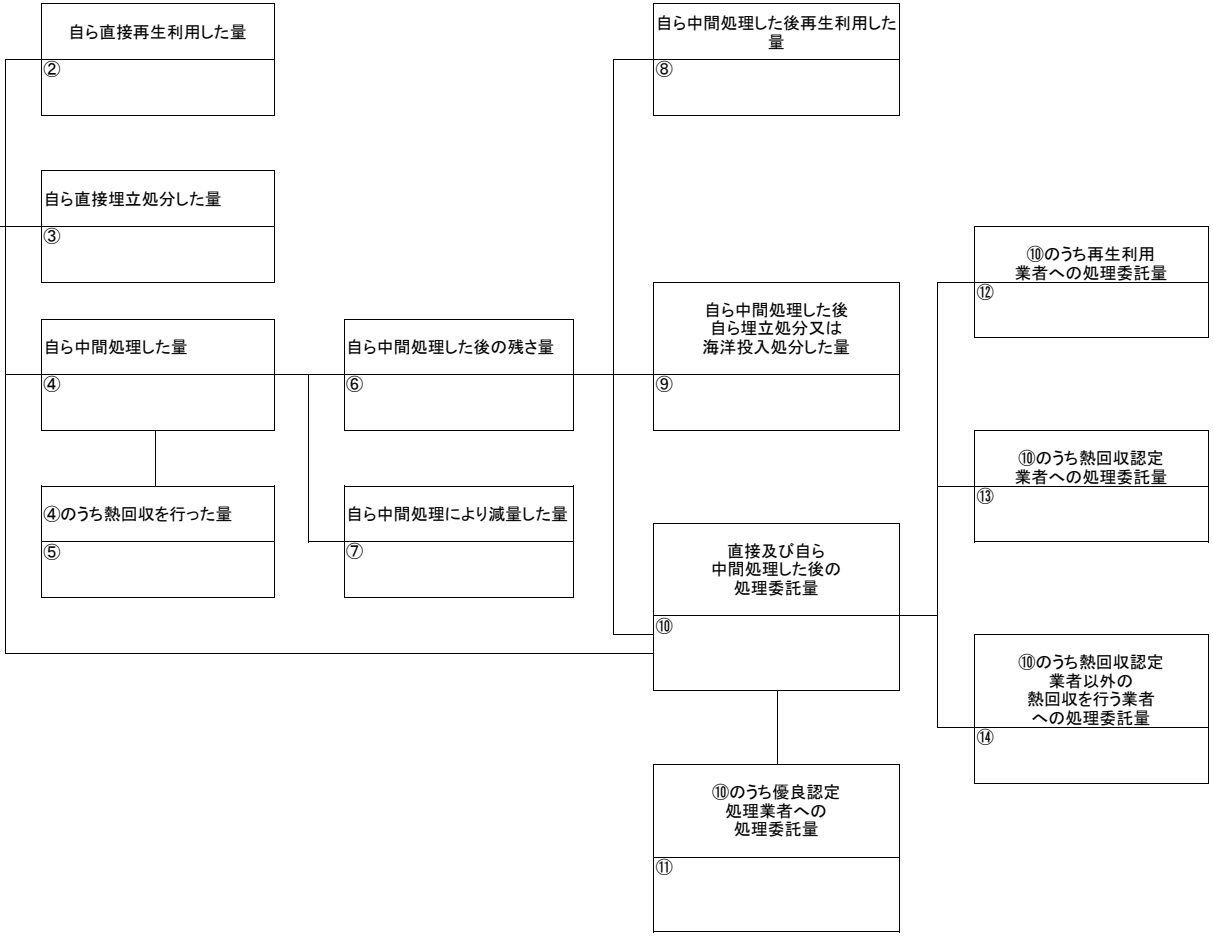 自ら直接再生利用した量
②
自ら直接埋立処分した量
③
自ら中間処理した量
④
④のうち熱回収を行った量
⑤
自ら中間処理した後の残さ量
⑥
自ら中間処理により減量した量
⑦
自ら中間処理した後再生利用した
量
⑧
自ら中間処理した後
自ら埋立処分又は
海洋投入処分した量
⑨
直接及び自ら
中間処理した後の
処理委託量
⑩
⑩のうち優良認定
処理業者への
処理委託量
⑪
⑩のうち再生利用
業者への処理委託量
⑫
⑩のうち熱回収認定
業者への処理委託量
⑬
⑩のうち熱回収認定
業者以外の
熱回収を行う業者
への処理委託量
⑭